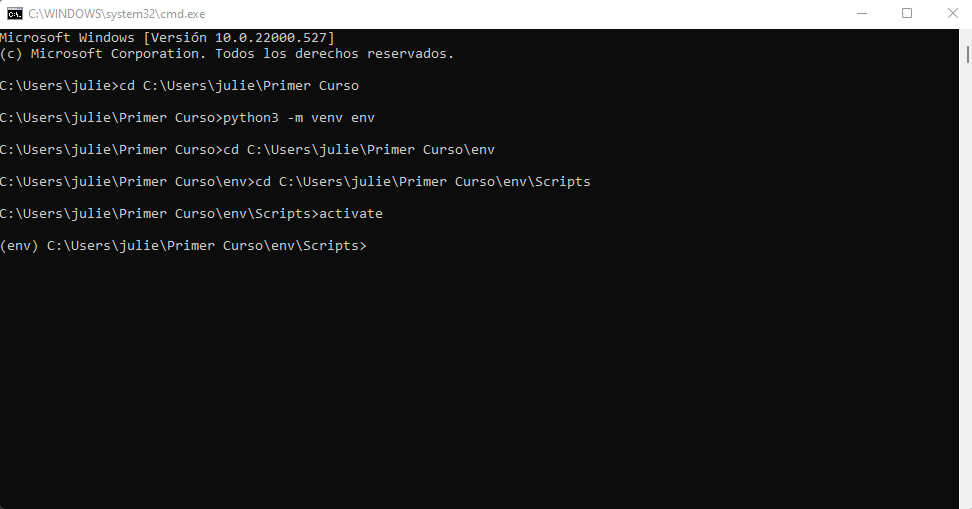 C:\WINDOWS\system32\cmd.exe
Microsoft Windows [Versión 10.0.22000.527]
(c) Microsoft Corporation. Todos los derechos reservados.
C:\Users\julie>cd C:\Users\julie\Primer Curso
C:\Users\julie\Primer Curso>python3 -m venv env
C:\Users\julie\Primer Curso>cd C:\Users\julie\Primer Curso\env
C:\Users\julie\Primer Curso\env>cd C:\Users\julie\Primer Curso\env\Scripts
C:\Users\julie\Primer Curso\env\Scripts>activate
(env) C:\Users\julie\Primer Curso\env\Scripts>